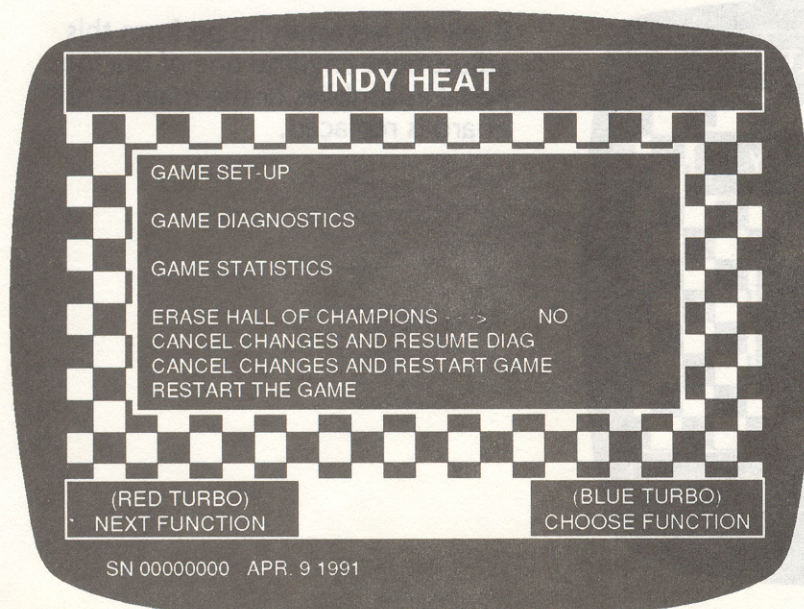 INDY HEAT
GAME SET-UP
GAME DIAGNOSTICS
GAME STATISTICS
ERASE HALL OF CHAMPIONS - - -> NO
CANCEL CHANGES AND RESUME DIAG
CANCEL CHANGES AND RESTART GAME
RESTART THE GAME
(RED TURBO)
NEXT FUNCTION
(BLUE TURBO)
CHOOSE FUNCTION
SN 00000000 APR. 9 1991